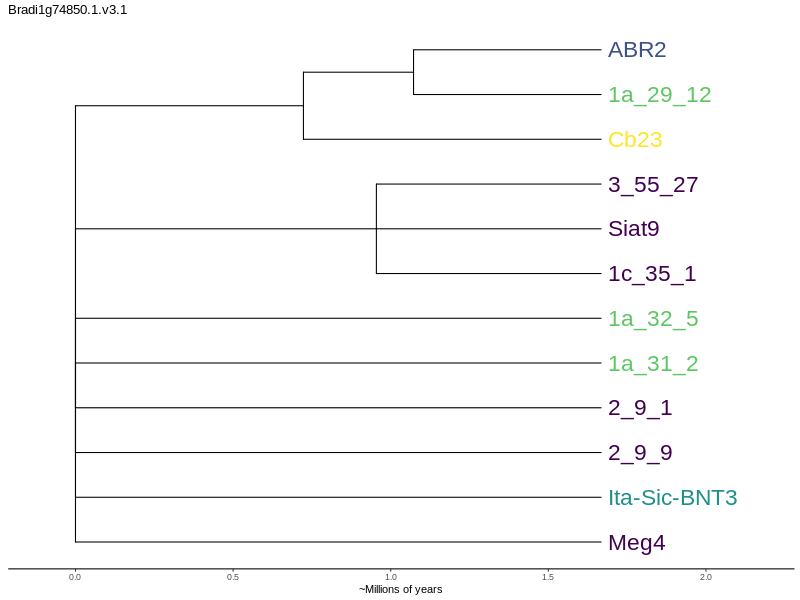 Bradi1g74850.1.v3.1
ABR2
1a_29_12
Cb23
3_55_27
Siat9
1c_35_1
1a_32_5
1a_31_2
2_9_1
2_9_9
Ita-Sic-BNT3
Meg4
0.0 0.5 1.0 1.5 2.0
~Millions of years